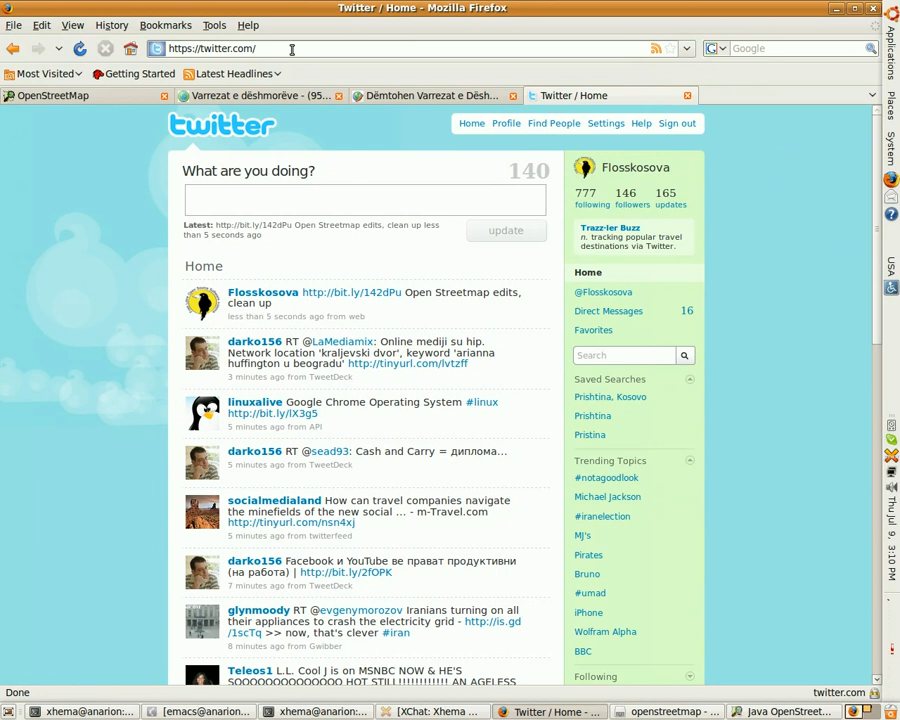 Twitter / Home - Mozilla Firefox
File Edit View History Bookmarks Tools Help
https://twitter.com/
Google
Most Visited Getting Started Latest Headlines
OpenStreetMap Varrezat e dëshmorëve - (95... Dëmtohen Varrezat e Dësh... Twitter / Home
twitter
Home Profile Find People Settings Help Sign out
What are you doing? 140
Latest: http://bit.ly/142dPu Open Streetmap edits, clean up less
than 5 seconds ago
update
Home
Flosskosova http://bit.ly/142dPu Open Streetmap edits,
clean up
less than 5 seconds ago from web
darko156 RT @LaMediamix: Online mediji su hip.
Network location 'kraljevski dvor', keyword 'arianna
huffington u beogradu' http://tinyurl.com/lvtzff
3 minutes ago from TweetDeck
linuxalive Google Chrome Operating System #linux
http://bit.ly/lX3g5
5 minutes ago from API
darko156 RT @sead93: Cash and Carry = диплома...
5 minutes ago from TweetDeck
socialmedialand How can travel companies navigate
the minefields of the new social ... - m-Travel.com
http://tinyurl.com/nsn4xj
5 minutes ago from twitterfeed
darko156 Facebook и YouTube ве прават продуктивни
(на работа) | http://bit.ly/2fOPK
7 minutes ago from TweetDeck
glynmoody RT @evgenymorozov Iranians turning on all
their appliances to crash the electricity grid - http://is.gd
/1scTq >> now, that's clever #iran
8 minutes ago from Gwibber
Teleos1 L.L. Cool J is on MSNBC NOW & HE'S
SOOOOOOOOOOOOOO HOT STILL!!!!!!!!!!!! AN AGELESS
Flosskosova
777 146 165
following followers updates
Trazz·ler Buzz
n. tracking popular travel
destinations via Twitter.
Home
@Flosskosova
Direct Messages 16
Favorites
Search
Saved Searches
Prishtina, Kosovo
Prishtina
Pristina
Trending Topics
#notagoodlook
Michael Jackson
#iranelection
MJ's
Pirates
Bruno
#umad
iPhone
Wolfram Alpha
BBC
Following
Applications
Places
System
USA
Thu Jul 9, 3:10 PM
Done twitter.com
xhema@anarion:... [emacs@anarion... xhema@anarion:... [XChat: Xhema ... Twitter / Home - ... openstreetmap - ... Java OpenStreet...